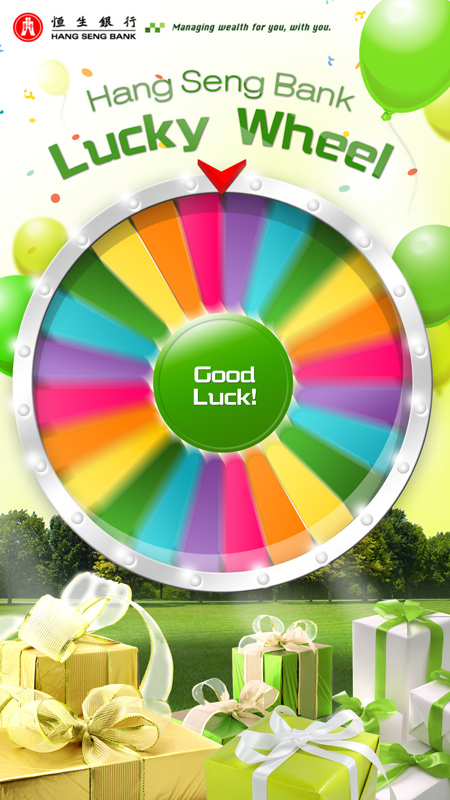 恒生銀行
HANG SENG BANK
Managing wealth for you, with you.
Hang Seng Bank
Lucky Wheel
Good
Luck!